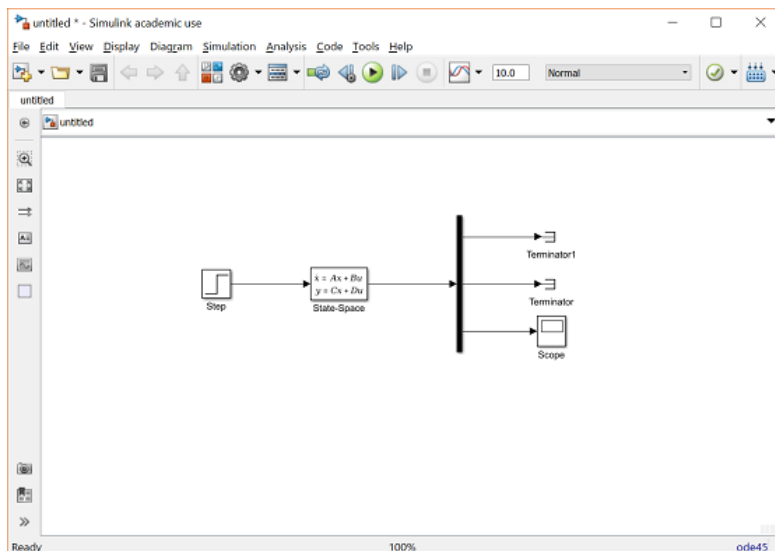 untitled * - Simulink academic use
File Edit View Display Diagram Simulation Analysis Code Tools Help
10.0 Normal
untitled
untitled
Terminator1
ẋ = Ax + Bu
y = Cx + Du
Step
State-Space
Terminator
Scope
Ready 100% ode45